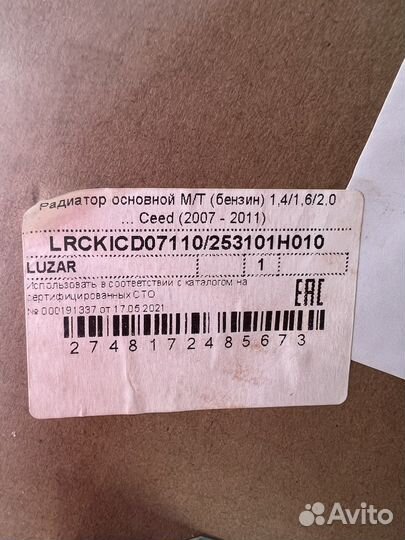 Радиатор основной М/Т (бензин) 1,4/1,6/2,0
... Ceed (2007 - 2011)
LRCKICD07110/253101H010
LUZAR 1
Использовать в соответствии с каталогом на
сертифицированных СТО
EAC
№ 000191337 от 17.05.2021
2748172485673
Avito